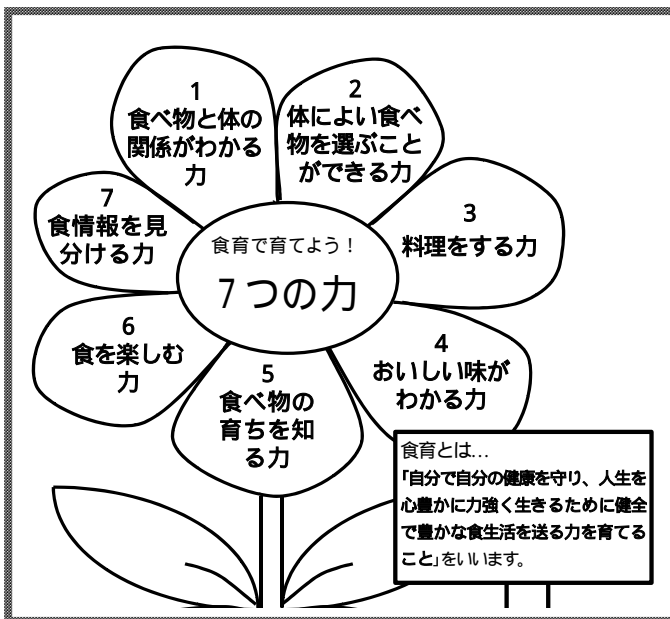 食育で育てよう！
7つの力
1
食べ物と体の
関係がわかる
力
2
体によい食べ
物を選ぶこと
ができる力
3
料理をする力
4
おいしい味が
わかる力
5
食べ物の
育ちを知
る力
6
食を楽しむ
力
7
食情報を見
分ける力
食育とは…
「自分で自分の健康を守り、人生を
心豊かに力強く生きるために健全
で豊かな食生活を送る力を育てる
こと」をいいます。